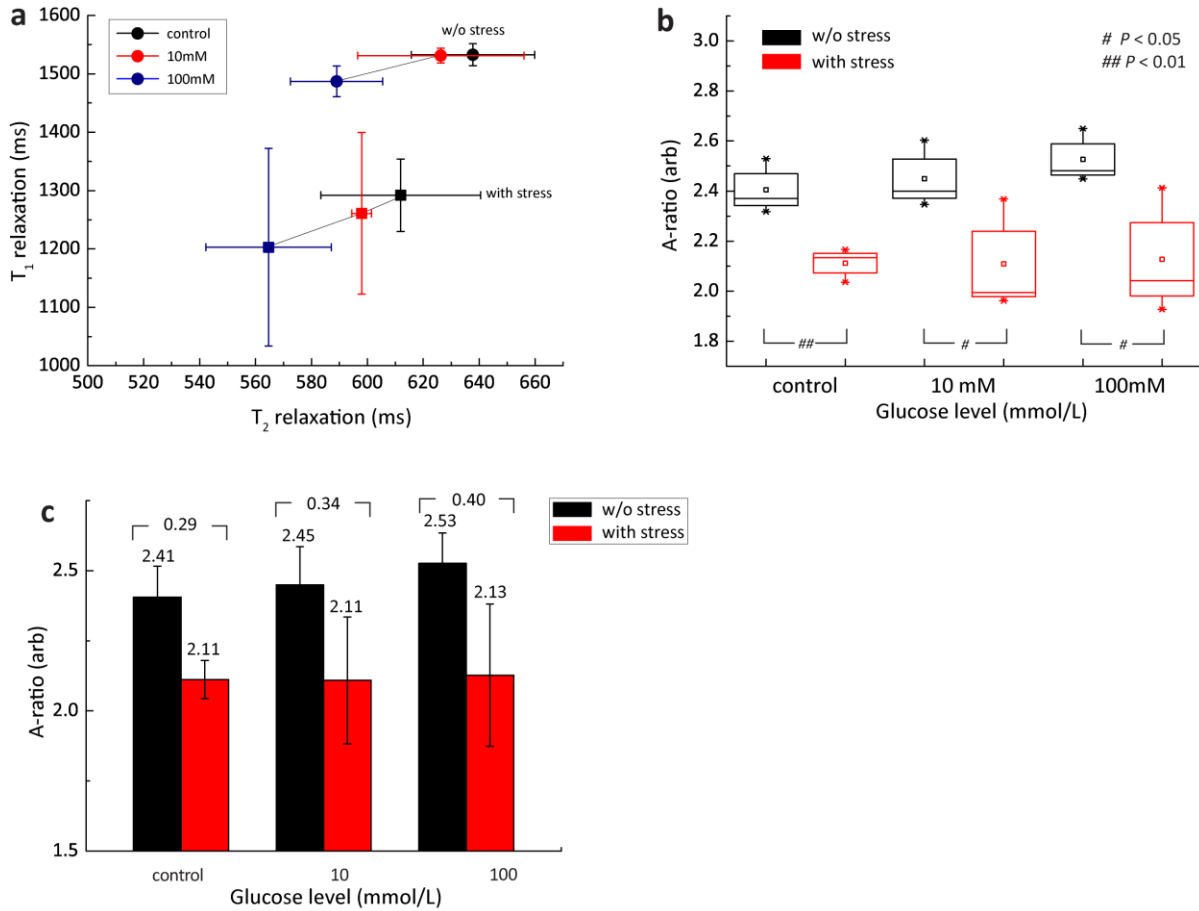 a
control
10mM
100mM
w/o stress
with stress
1600
1500
1400
1300
1200
1100
1000
T1 relaxation (ms)
500 520 540 560 580 600 620 640 660
T2 relaxation (ms)
b
w/o stress
with stress
# P < 0.05
## P < 0.01
3.0
2.8
2.6
2.4
2.2
2.0
1.8
A-ratio (arb)
## # #
control 10 mM 100mM
Glucose level (mmol/L)
c
w/o stress
with stress
0.29 0.34 0.40
2.41 2.11 2.45 2.11 2.53 2.13
2.5
2.0
1.5
A-ratio (arb)
control 10 100
Glucose level (mmol/L)